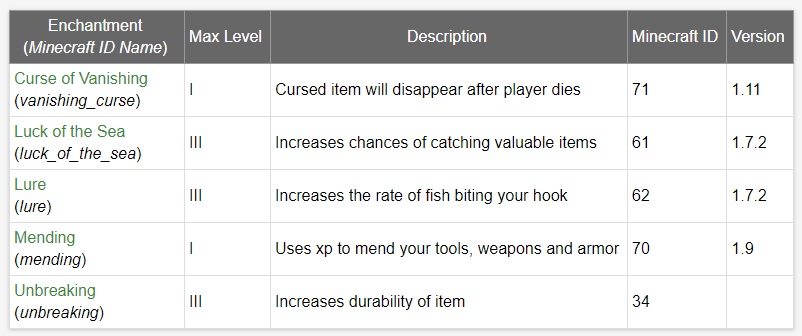 Enchantment
(Minecraft ID Name) Max Level Description Minecraft ID Version
Curse of Vanishing
(vanishing_curse) I Cursed item will disappear after player dies 71 1.11
Luck of the Sea
(luck_of_the_sea) III Increases chances of catching valuable items 61 1.7.2
Lure
(lure) III Increases the rate of fish biting your hook 62 1.7.2
Mending
(mending) I Uses xp to mend your tools, weapons and armor 70 1.9
Unbreaking
(unbreaking) III Increases durability of item 34